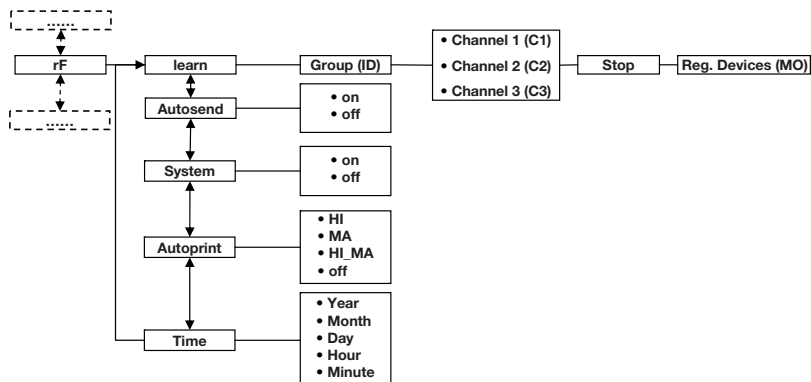 ......
rF
......
learn
Group (ID)
• Channel 1 (C1)
• Channel 2 (C2)
• Channel 3 (C3)
Stop
Reg. Devices (MO)
Autosend
• on
• off
System
• on
• off
Autoprint
• HI
• MA
• HI_MA
• off
Time
• Year
• Month
• Day
• Hour
• Minute